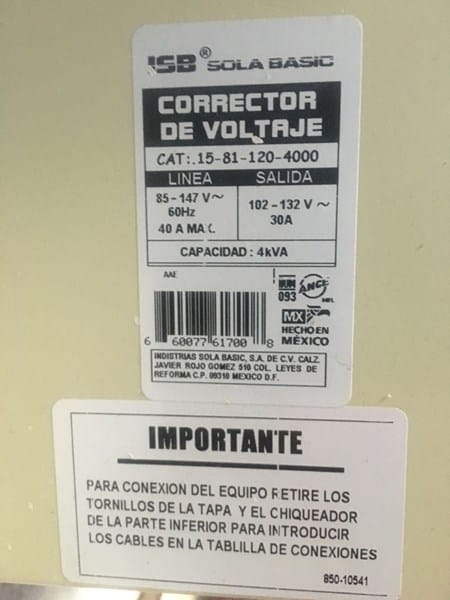 ISB® SOLA BASIC
CORRECTOR
DE VOLTAJE
CAT:.15-81-120-4000
LINEA SALIDA
85-147 V~ 102-132 V~
60Hz 30A
40 A MAX.
CAPACIDAD : 4kVA
AAE
NOM ANCE
093
MX
HECHO EN
MÉXICO
6 60077 61700 8
INDUSTRIAS SOLA BASIC, S.A. DE C.V. CALZ.
JAVIER ROJO GOMEZ 510 COL. LEYES DE
REFORMA C.P. 09310 MEXICO D.F.
IMPORTANTE
PARA CONEXION DEL EQUIPO RETIRE LOS
TORNILLOS DE LA TAPA Y EL CHIQUEADOR
DE LA PARTE INFERIOR PARA INTRODUCIR
LOS CABLES EN LA TABLILLA DE CONEXIONES
850-10541